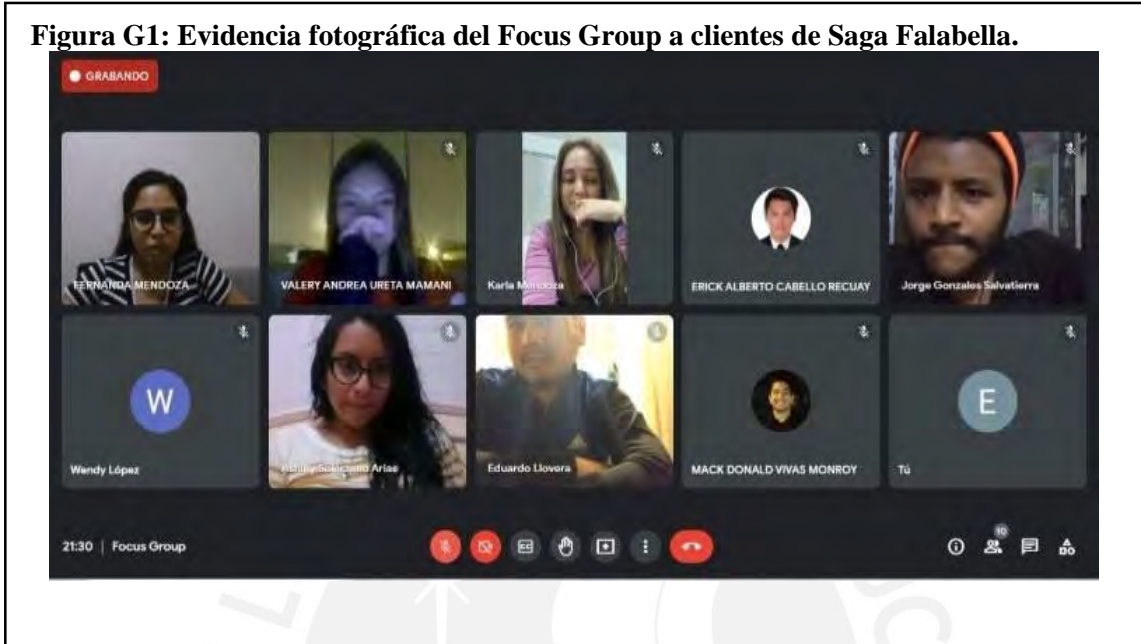 Figura G1: Evidencia fotográfica del Focus Group a clientes de Saga Falabella.
GRABANDO
FERNANDA MENDOZA
VALERY ANDREA URETA MAMANI
Karla Mendoza
ERICK ALBERTO CABELLO RECUAY
Jorge Gonzales Salvatierra
W
E
Wendy López
Arias
Eduardo Llovera
MACK DONALD VIVAS MONROY
Tú
10
21:30 | Focus Group
CC